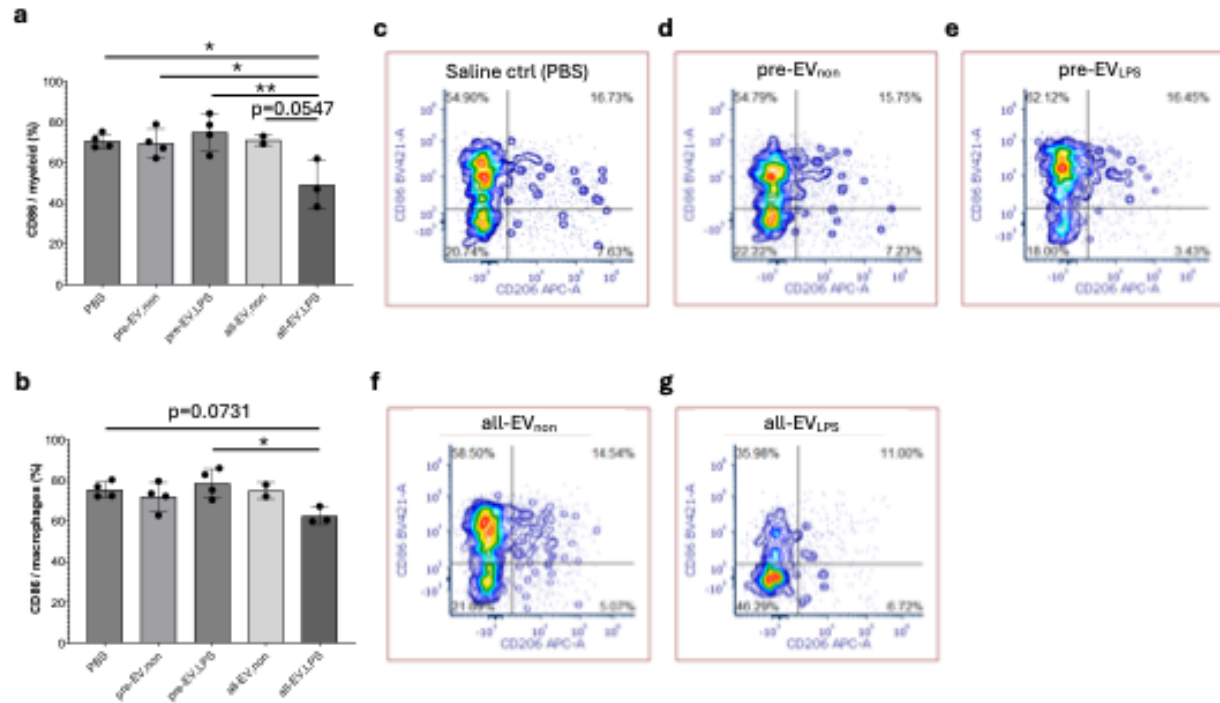 a
*
*
**
p=0.0547
CD86 / myeloid (%)
100
80
60
40
20
0
PBS
pre-EV,non
pre-EV,LPS
all-EV,non
all-EV,LPS
b
p=0.0731
*
CD86 / macrophages (%)
100
80
60
40
20
0
PBS
pre-EV,non
pre-EV,LPS
all-EV,non
all-EV,LPS
c
Saline ctrl (PBS)
54.90% 16.73%
CD86 BV421-A
20.74% 7.63%
CD206 APC-A
d
pre-EVnon
54.79% 15.75%
CD86 BV421-A
22.22% 7.23%
CD206 APC-A
e
pre-EVLPS
62.12% 16.45%
CD86 BV421-A
18.00% 3.43%
CD206 APC-A
f
all-EVnon
58.50% 14.54%
CD86 BV421-A
5.07%
CD206 APC-A
g
all-EVLPS
35.98% 11.00%
CD86 BV421-A
46.29% 6.72%
CD206 APC-A